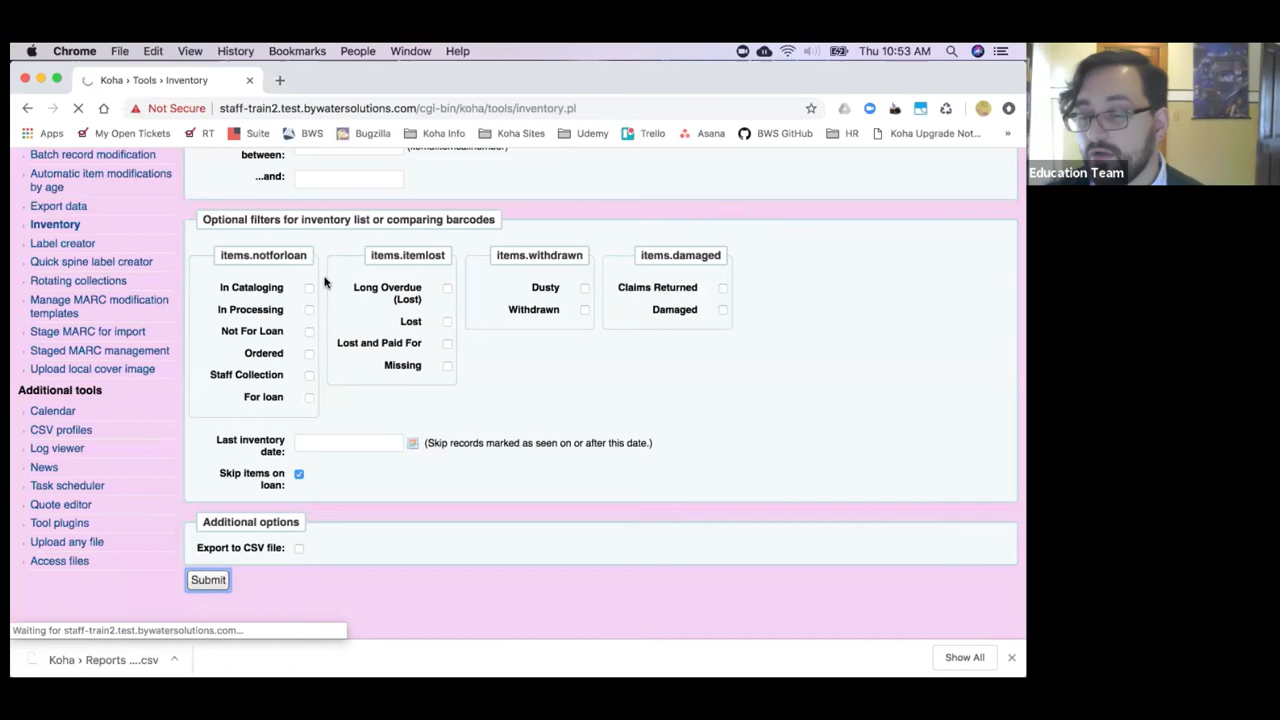 Chrome File Edit View History Bookmarks People Window Help Thu 10:53 AM
Koha › Tools › Inventory
Not Secure staff-train2.test.bywatersolutions.com/cgi-bin/koha/tools/inventory.pl
Apps My Open Tickets RT Suite BWS Bugzilla Koha Info Koha Sites Udemy Trello Asana BWS GitHub HR Koha Upgrade Not... »
Batch record modification
Automatic item modifications
by age
Export data
Inventory
Label creator
Quick spine label creator
Rotating collections
Manage MARC modification
templates
Stage MARC for import
Staged MARC management
Upload local cover image
Additional tools
Calendar
CSV profiles
Log viewer
News
Task scheduler
Quote editor
Tool plugins
Upload any file
Access files
between:
...and:
Optional filters for inventory list or comparing barcodes
items.notforloan items.itemlost items.withdrawn items.damaged
In Cataloging
In Processing
Not For Loan
Ordered
Staff Collection
For loan
Long Overdue
(Lost)
Lost
Lost and Paid For
Missing
Dusty
Withdrawn
Claims Returned
Damaged
Last inventory
date:
(Skip records marked as seen on or after this date.)
Skip items on
loan:
Additional options
Export to CSV file:
Submit
Waiting for staff-train2.test.bywatersolutions.com...
Koha › Reports ....csv
Show All
Education Team